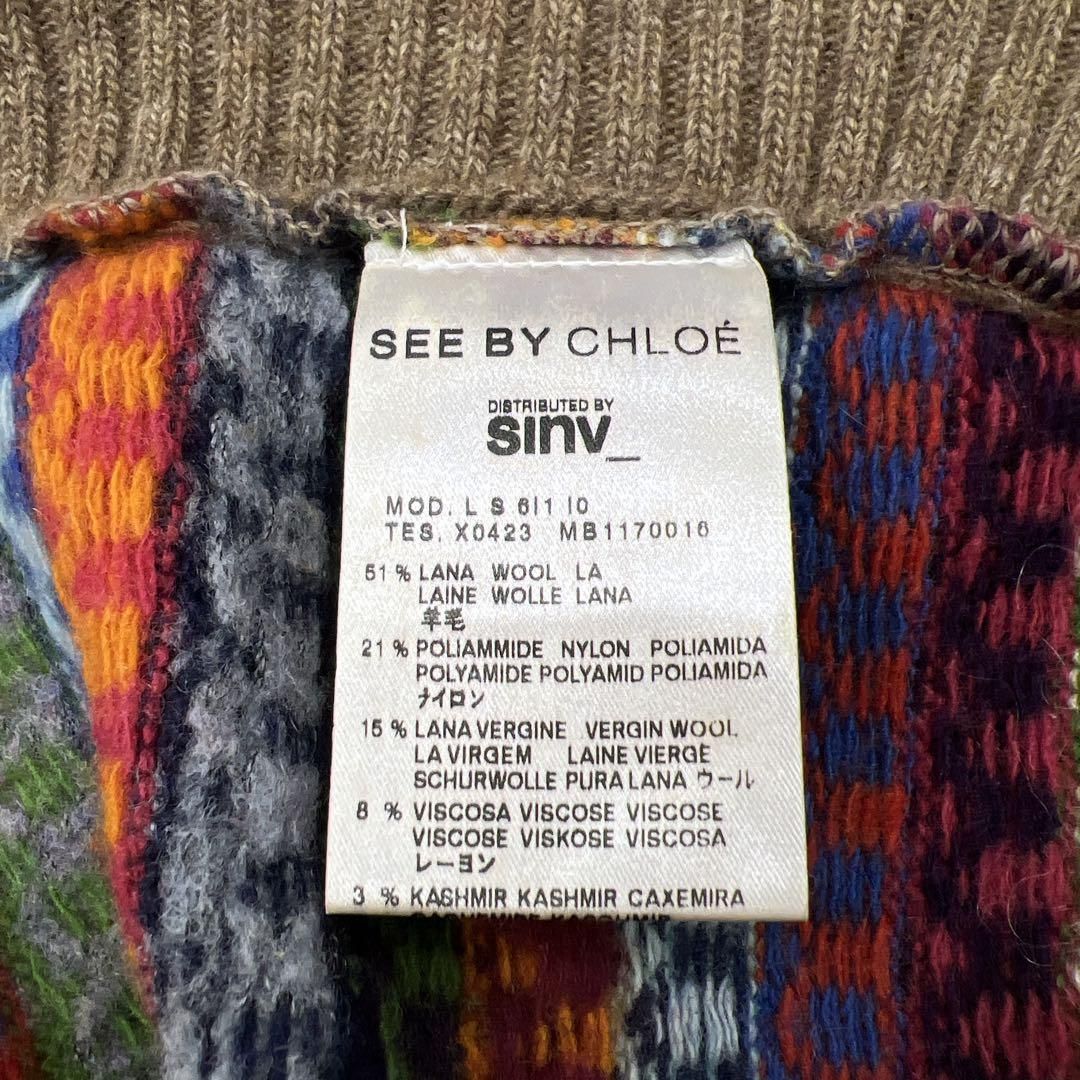 SEE BY CHLOÉ
DISTRIBUTED BY
sinv_
MOD. L S 6I1 I0
TES. X0423 MB1170016
51 % LANA WOOL LA
LAINE WOLLE LANA
羊毛
21 % POLIAMMIDE NYLON POLIAMIDA
POLYAMIDE POLYAMID POLIAMIDA
ナイロン
15 % LANA VERGINE VERGIN WOOL
LA VIRGEM LAINE VIERGE
SCHURWOLLE PURA LANA ウール
8 % VISCOSA VISCOSE VISCOSE
VISCOSE VISKOSE VISCOSA
レーヨン
3 % KASHMIR KASHMIR CAXEMIRA